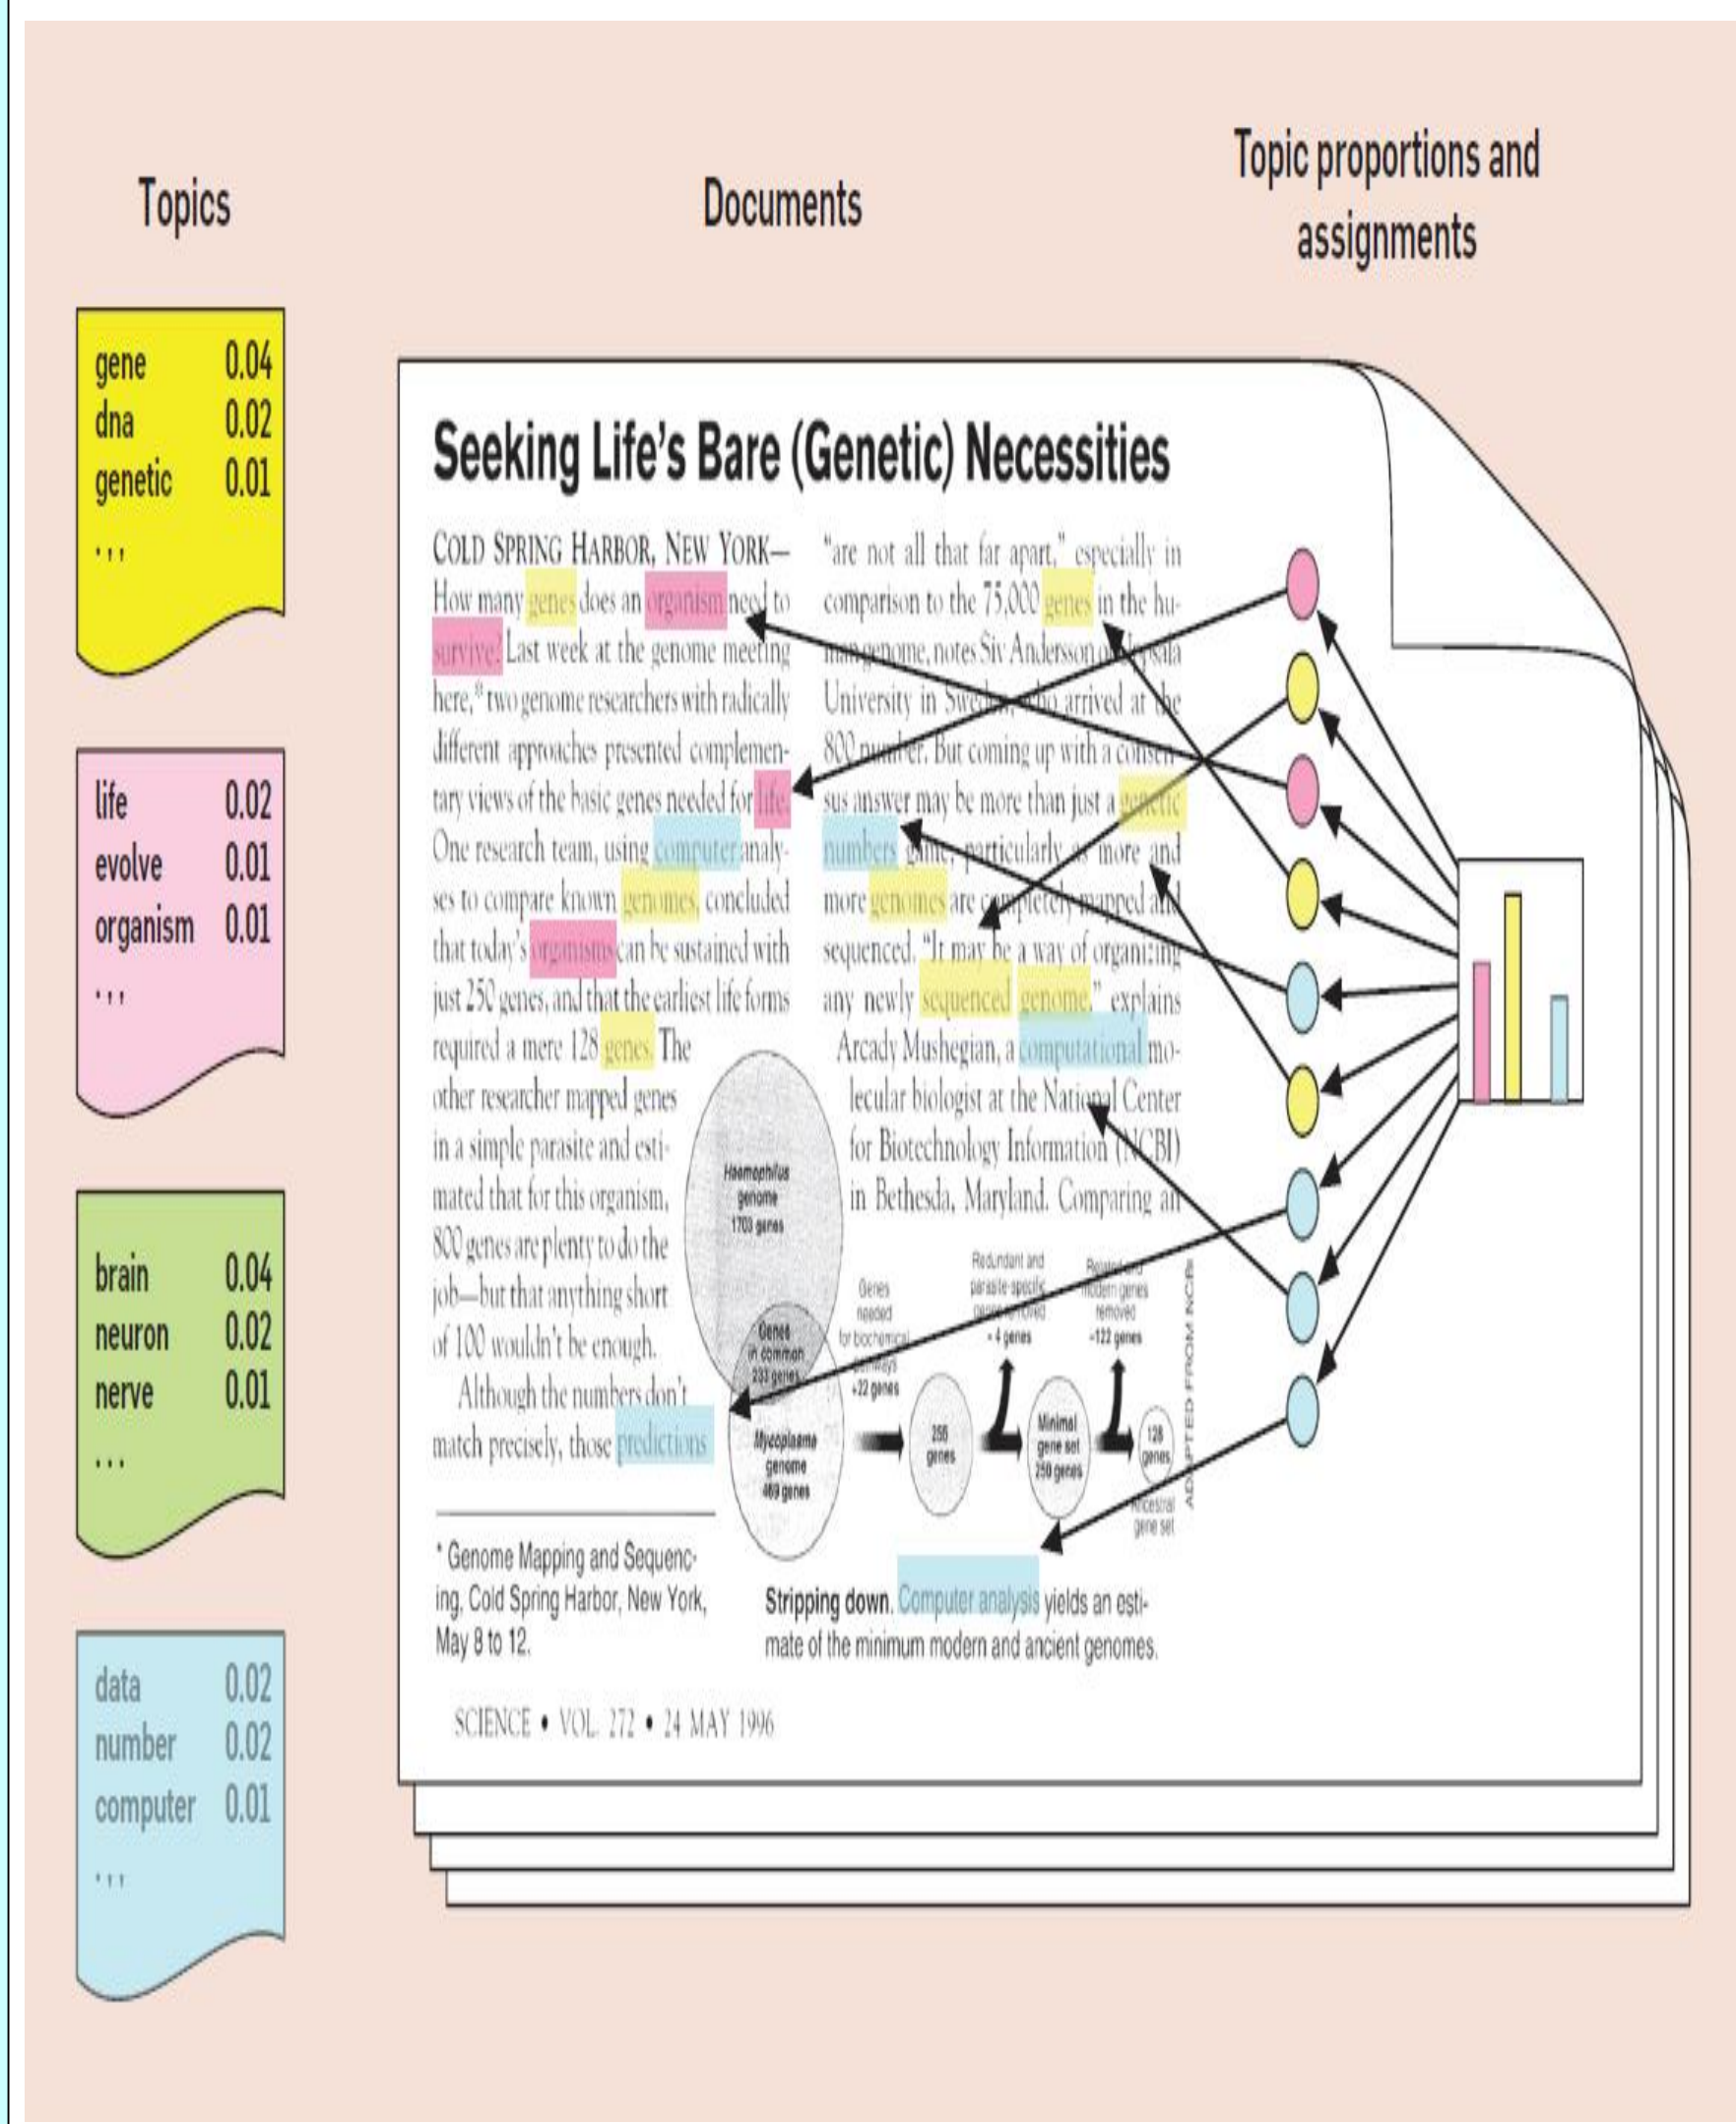 Topics
Documents
Topic proportions and
assignments
gene 0.04
dna 0.02
genetic 0.01
...
life 0.02
evolve 0.01
organism 0.01
...
brain 0.04
neuron 0.02
nerve 0.01
...
data 0.02
number 0.02
computer 0.01
...
Seeking Life's Bare (Genetic) Necessities
COLD SPRING HARBOR, NEW YORK—
How many genes does an organism need to
survive? Last week at the genome meeting
here,* two genome researchers with radically
different approaches presented complemen-
tary views of the basic genes needed for life.
One research team, using computer analy-
ses to compare known genomes, concluded
that today's organisms can be sustained with
just 250 genes, and that the earliest life forms
required a mere 128 genes. The
other researcher mapped genes
in a simple parasite and esti-
mated that for this organism,
800 genes are plenty to do the
job—but that anything short
of 100 wouldn't be enough.
Although the numbers don't
match precisely, those predictions
* Genome Mapping and Sequenc-
ing, Cold Spring Harbor, New York,
May 8 to 12.
"are not all that far apart," especially in
comparison to the 75,000 genes in the hu-
man genome, notes Siv Andersson of Uppsala
University in Sweden, who arrived at the
800 number. But coming up with a consen-
sus answer may be more than just a genetic
numbers game, particularly as more and
more genomes are completely mapped and
sequenced. "It may be a way of organizing
any newly sequenced genome," explains
Arcady Mushegian, a computational mo-
lecular biologist at the National Center
for Biotechnology Information (NCBI)
in Bethesda, Maryland. Comparing an
Haemophilus
genome
1703 genes
Genes
in common
233 genes
Mycoplasma
genome
469 genes
Genes
needed
for biochemical
pathways
+22 genes
256
genes
Redundant and
parasite-specific
genes removed
- 4 genes
Minimal
gene set
250 genes
Related and
modern genes
removed
-122 genes
128
genes
Ancestral
gene set
ADAPTED FROM NCBI
Stripping down. Computer analysis yields an esti-
mate of the minimum modern and ancient genomes.
SCIENCE • VOL. 272 • 24 MAY 1996